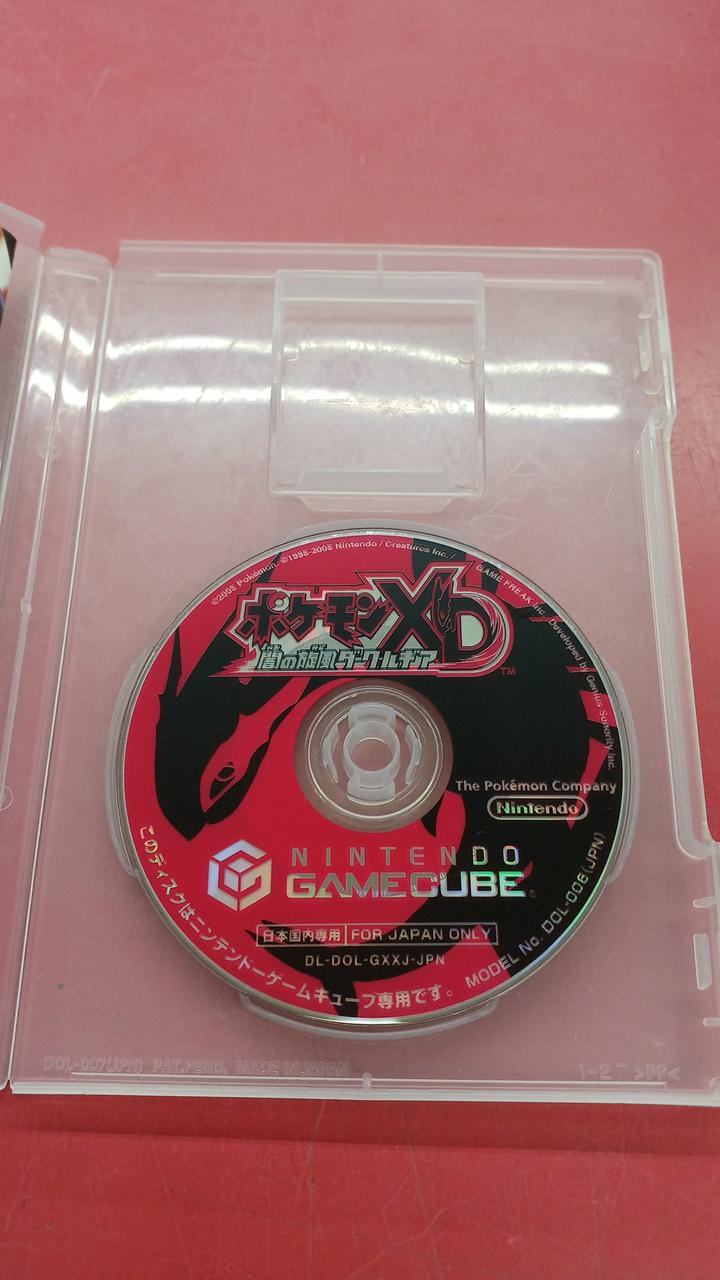 ©2005 Pokémon. ©1995-2005 Nintendo / Creatures Inc. / GAME FREAK Inc. Developed by Genius Sonority Inc.
ポケモンXD
闇の旋風ダーク・ルギア
TM
The Pokémon Company
Nintendo
NINTENDO
GAMECUBE®
日本国内専用 FOR JAPAN ONLY
DL-DOL-GXXJ-JPN
このディスクはニンテンドーゲームキューブ専用です。
MODEL No. DOL-006(JPN)
DOL-007(JPN) PAT.PEND. MADE IN JAPAN
1-2 >PP<